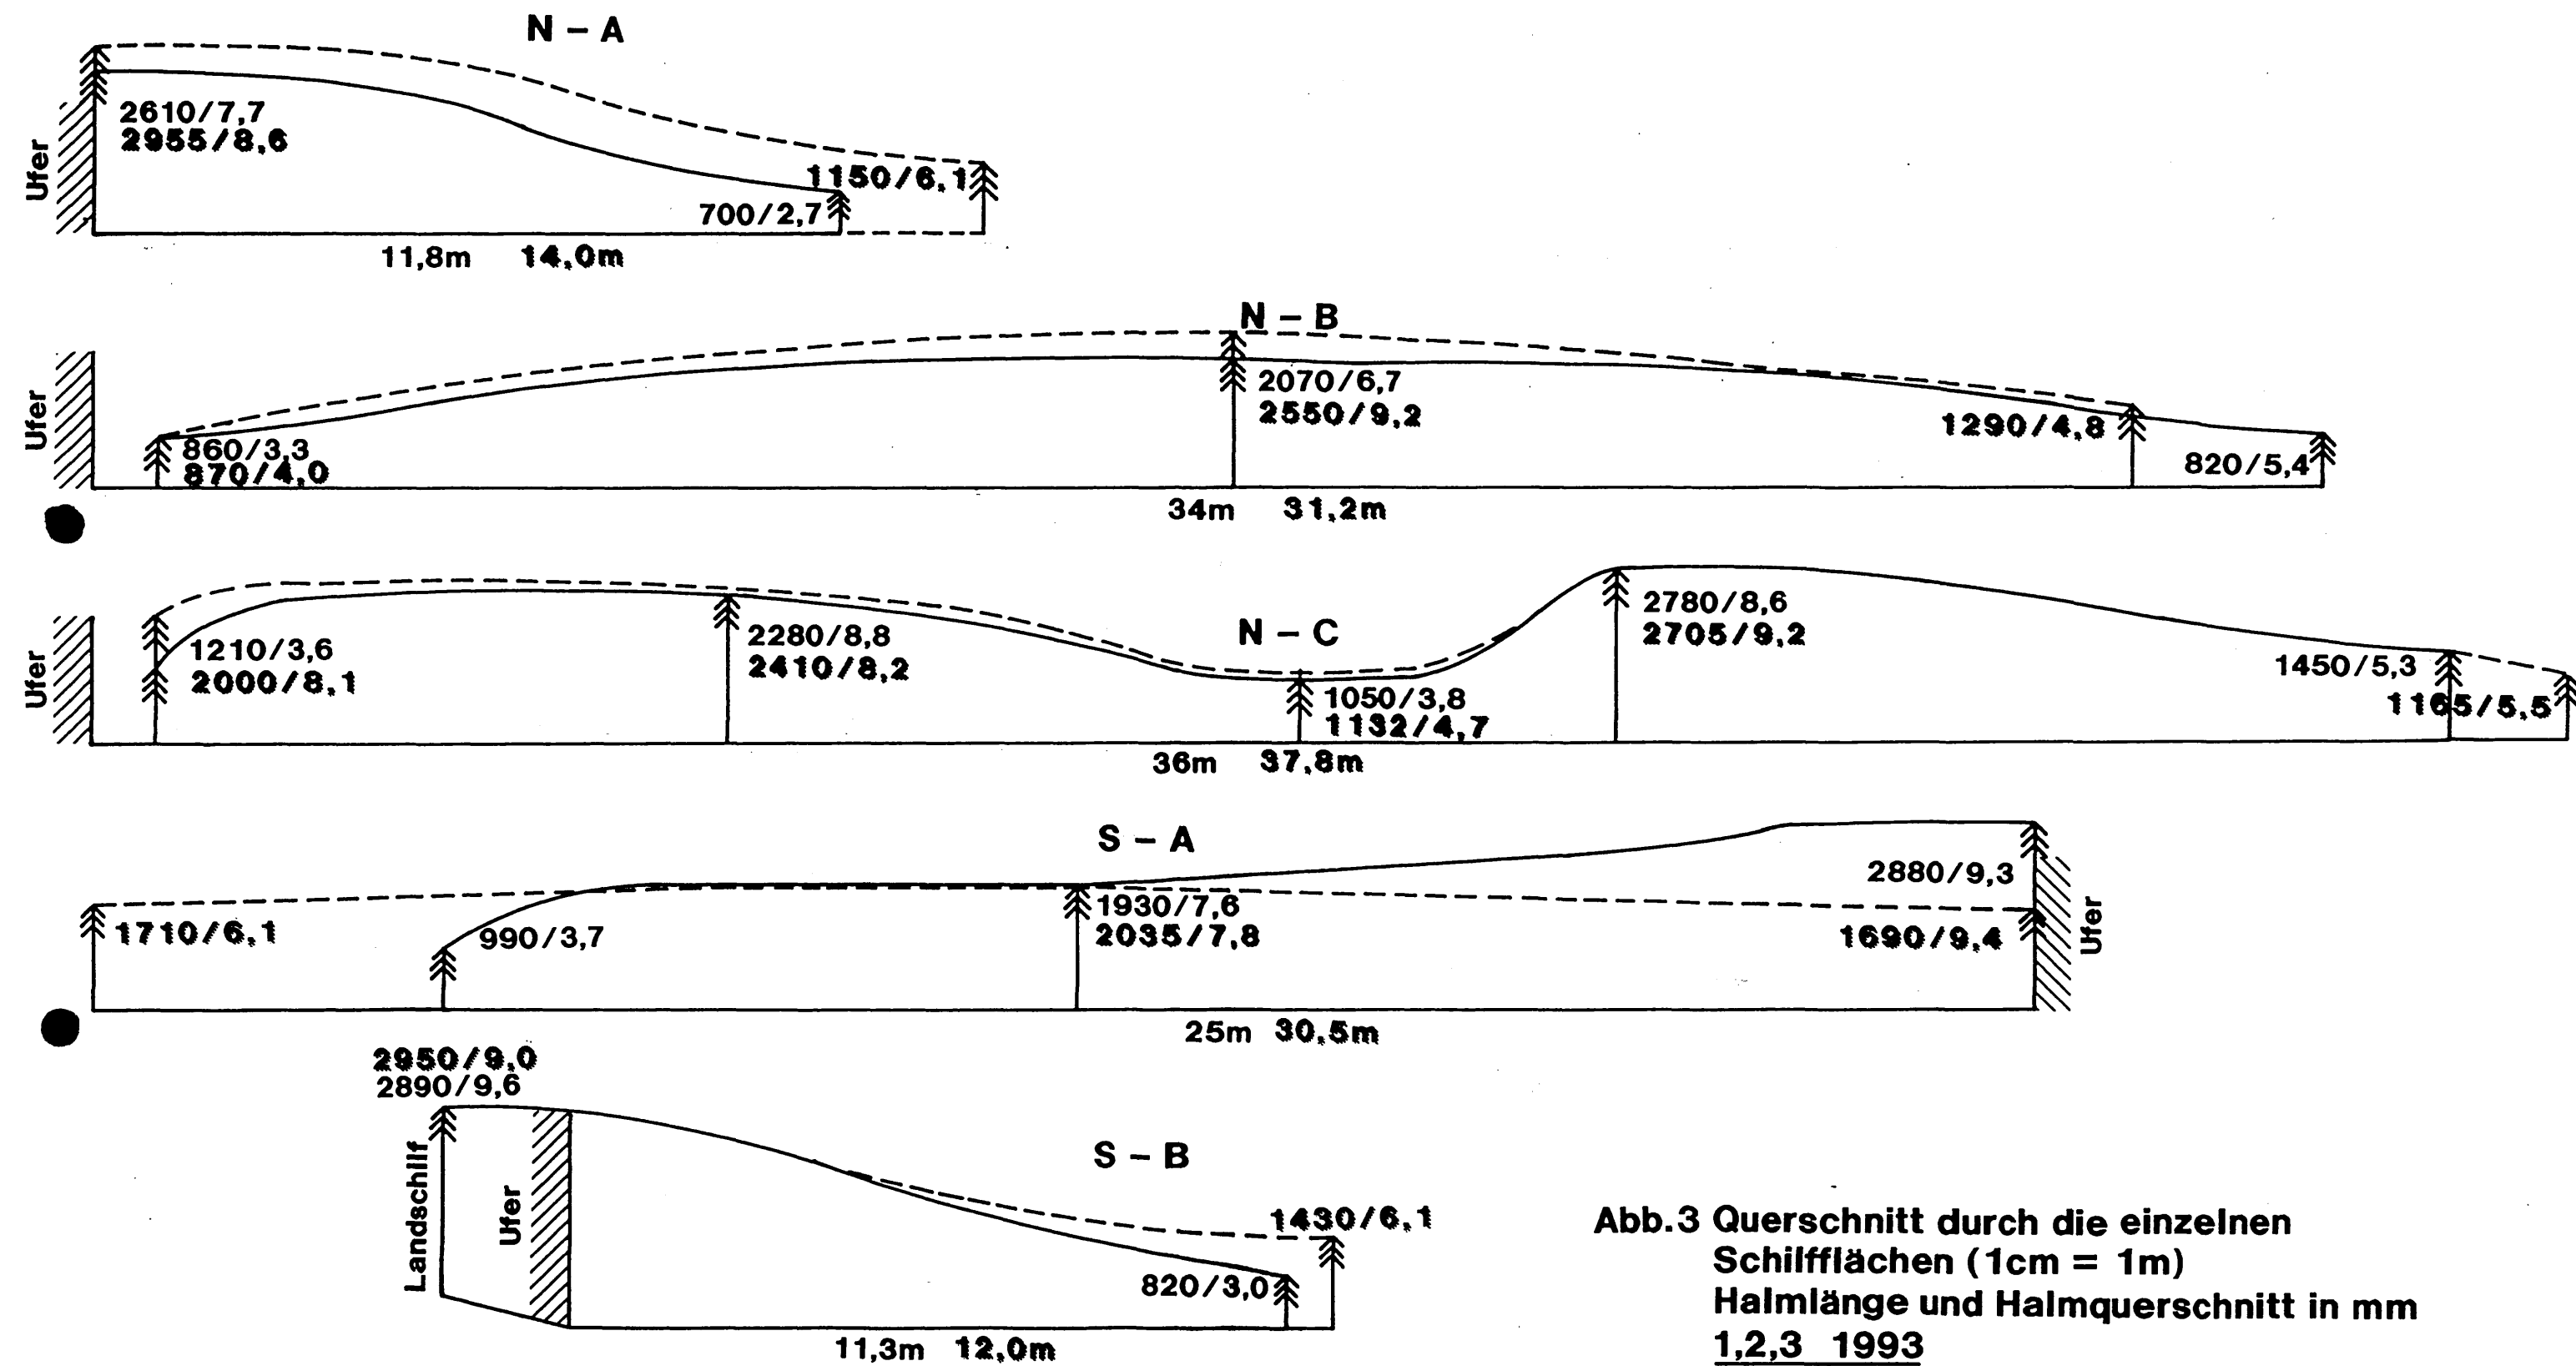 N – A
2610/7,7
2955/8,6
Ufer
1150/6,1
700/2,7
11,8m 14,0m
N – B
Ufer
860/3,3
870/4,0
2070/6,7
2550/9,2
1290/4,8
820/5,4
34m 31,2m
N – C
Ufer
1210/3,6
2000/8,1
2280/8,8
2410/8,2
1050/3,8
1132/4,7
2780/8,6
2705/9,2
1450/5,3
1165/5,5
36m 37,8m
S – A
1710/6,1
990/3,7
1930/7,6
2035/7,8
2880/9,3
1690/9,4
Ufer
25m 30,5m
2950/9,0
2890/9,6
Landschilf
Ufer
S – B
1430/6,1
820/3,0
11,3m 12,0m
Abb.3 Querschnitt durch die einzelnen
Schilfflächen (1cm = 1m)
Halmlänge und Halmquerschnitt in mm
1,2,3 1993